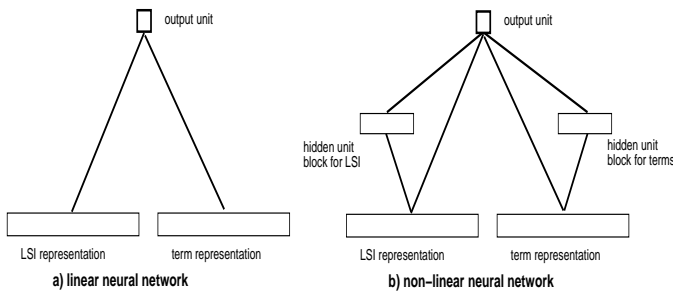 output unit
LSI representation
term representation
a) linear neural network
output unit
hidden unit
block for LSI
hidden unit
block for terms
LSI representation
term representation
b) non–linear neural network